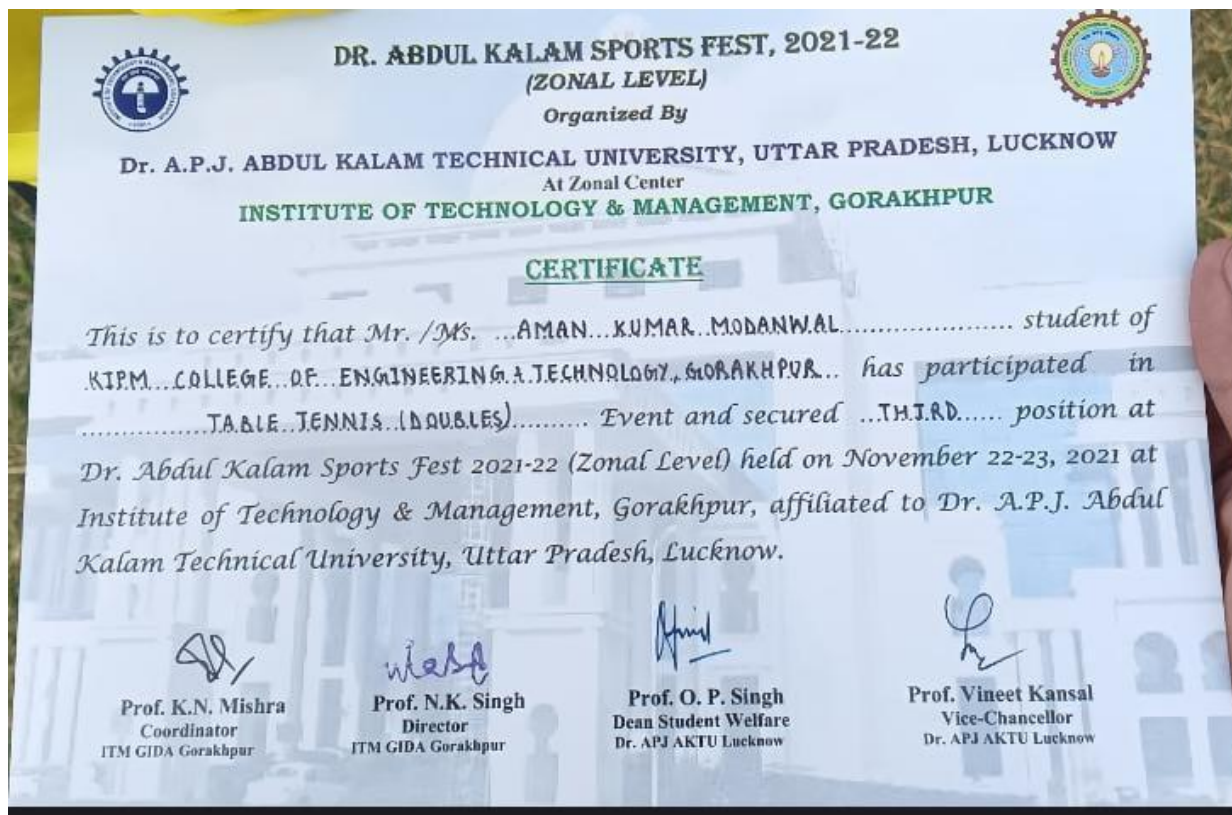 DR. ABDUL KALAM SPORTS FEST, 2021-22
(ZONAL LEVEL)
Organized By
Dr. A.P.J. ABDUL KALAM TECHNICAL UNIVERSITY, UTTAR PRADESH, LUCKNOW
At Zonal Center
INSTITUTE OF TECHNOLOGY & MANAGEMENT, GORAKHPUR
CERTIFICATE
This is to certify that Mr. /Ms. ...AMAN...KUMAR MODANWAL..................... student of
.KIPM...COLLEGE..OF...ENGINEERING.&.TECHNOLOGY,.GORAKHPUR... has participated in
................TABLE..TENNIS..(DOUBLES).......... Event and secured ...THIRD...... position at
Dr. Abdul Kalam Sports Fest 2021-22 (Zonal Level) held on November 22-23, 2021 at
Institute of Technology & Management, Gorakhpur, affiliated to Dr. A.P.J. Abdul
Kalam Technical University, Uttar Pradesh, Lucknow.
Prof. K.N. Mishra
Coordinator
ITM GIDA Gorakhpur
Prof. N.K. Singh
Director
ITM GIDA Gorakhpur
Prof. O. P. Singh
Dean Student Welfare
Dr. APJ AKTU Lucknow
Prof. Vineet Kansal
Vice-Chancellor
Dr. APJ AKTU Lucknow